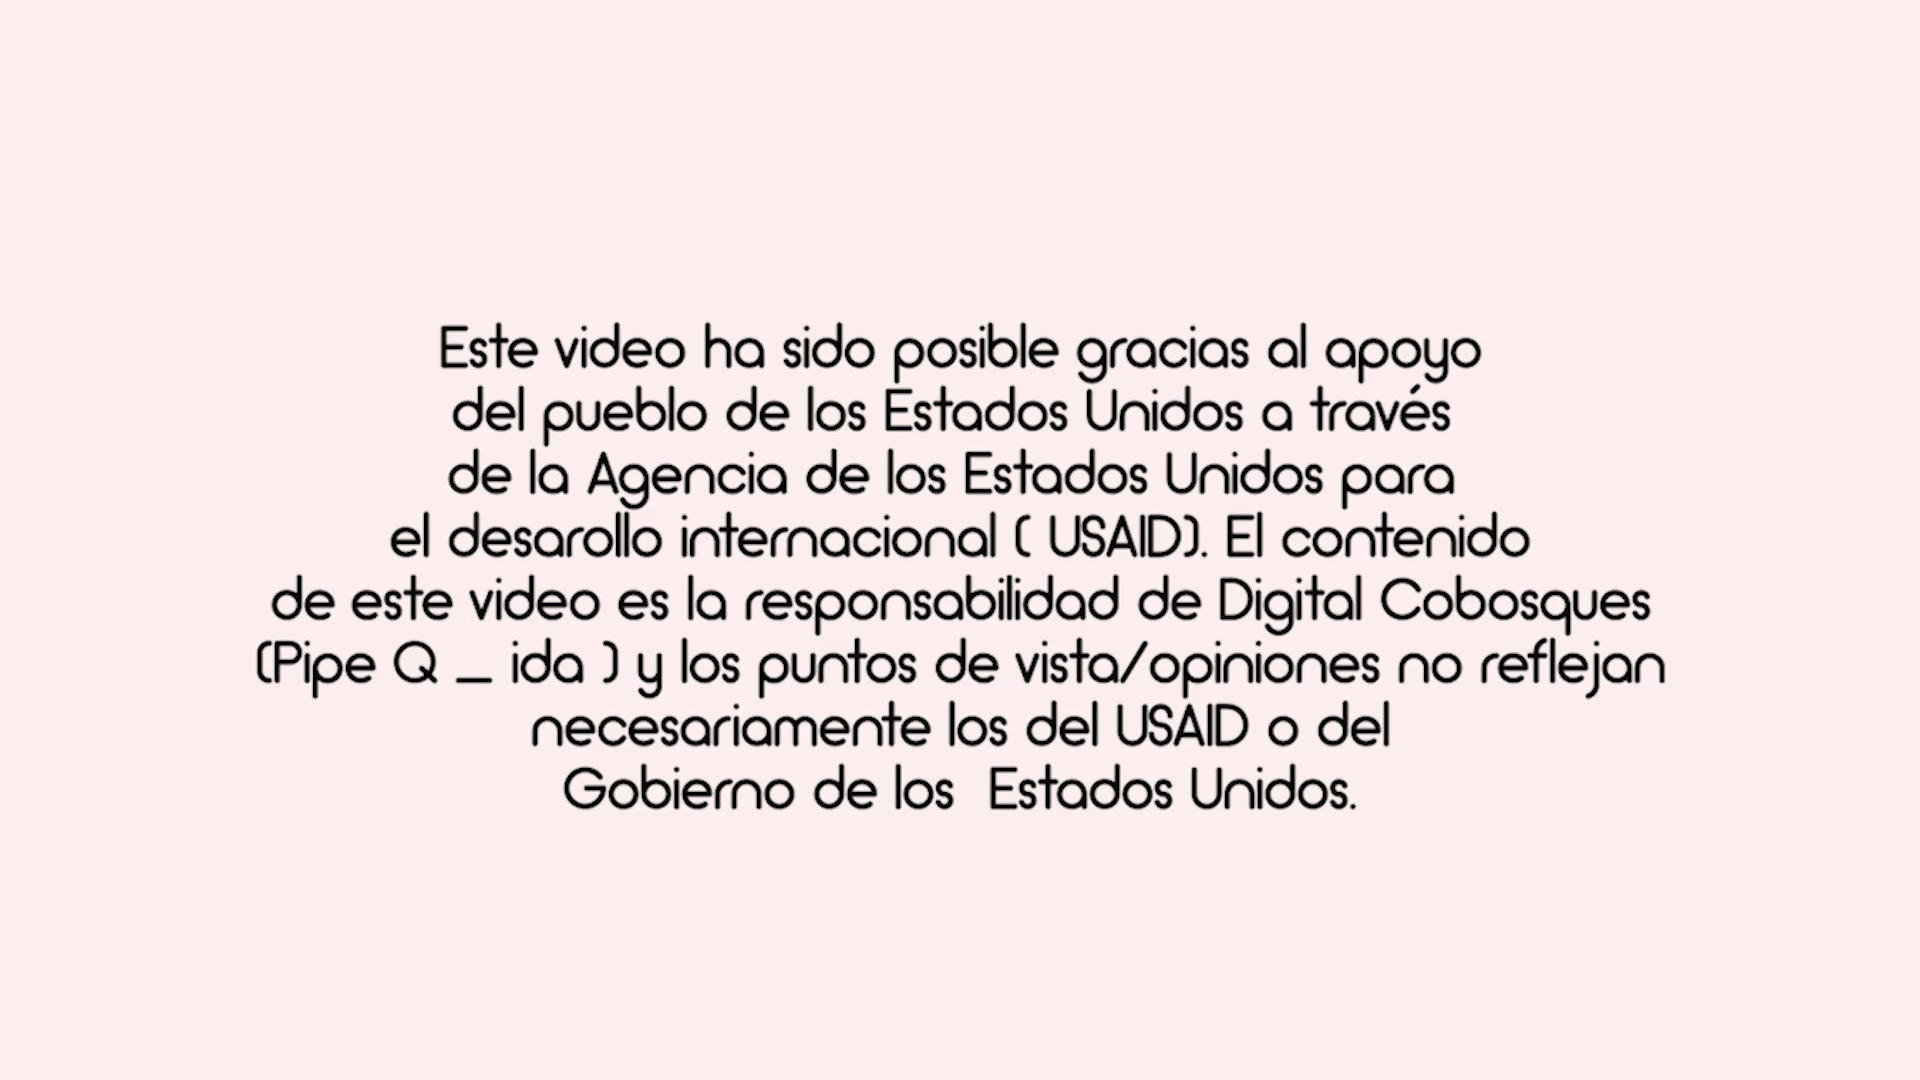 Este video ha sido posible gracias al apoyo
del pueblo de los Estados Unidos a través
de la Agencia de los Estados Unidos para
el desarollo internacional ( USAID). El contenido
de este video es la responsabilidad de Digital Cobosques
(Pipe Q _ ida ) y los puntos de vista/opiniones no reflejan
necesariamente los del USAID o del
Gobierno de los  Estados Unidos.